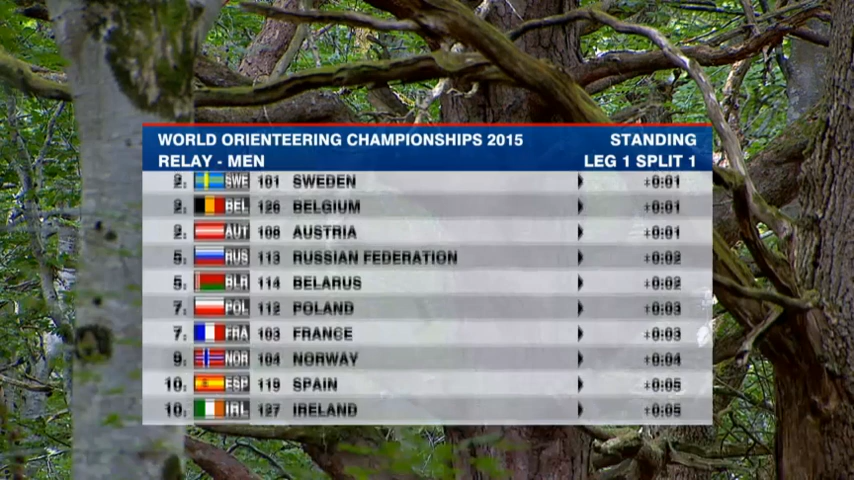 WORLD ORIENTEERING CHAMPIONSHIPS 2015 STANDING
RELAY - MEN LEG 1 SPLIT 1
2. SWE 101 SWEDEN +0:01
2. BEL 126 BELGIUM +0:01
2. AUT 108 AUSTRIA +0:01
5. RUS 113 RUSSIAN FEDERATION +0:02
5. BLR 114 BELARUS +0:02
7. POL 112 POLAND +0:03
7. FRA 103 FRANCE +0:03
9. NOR 104 NORWAY +0:04
10. ESP 119 SPAIN +0:05
10. IRL 127 IRELAND +0:05